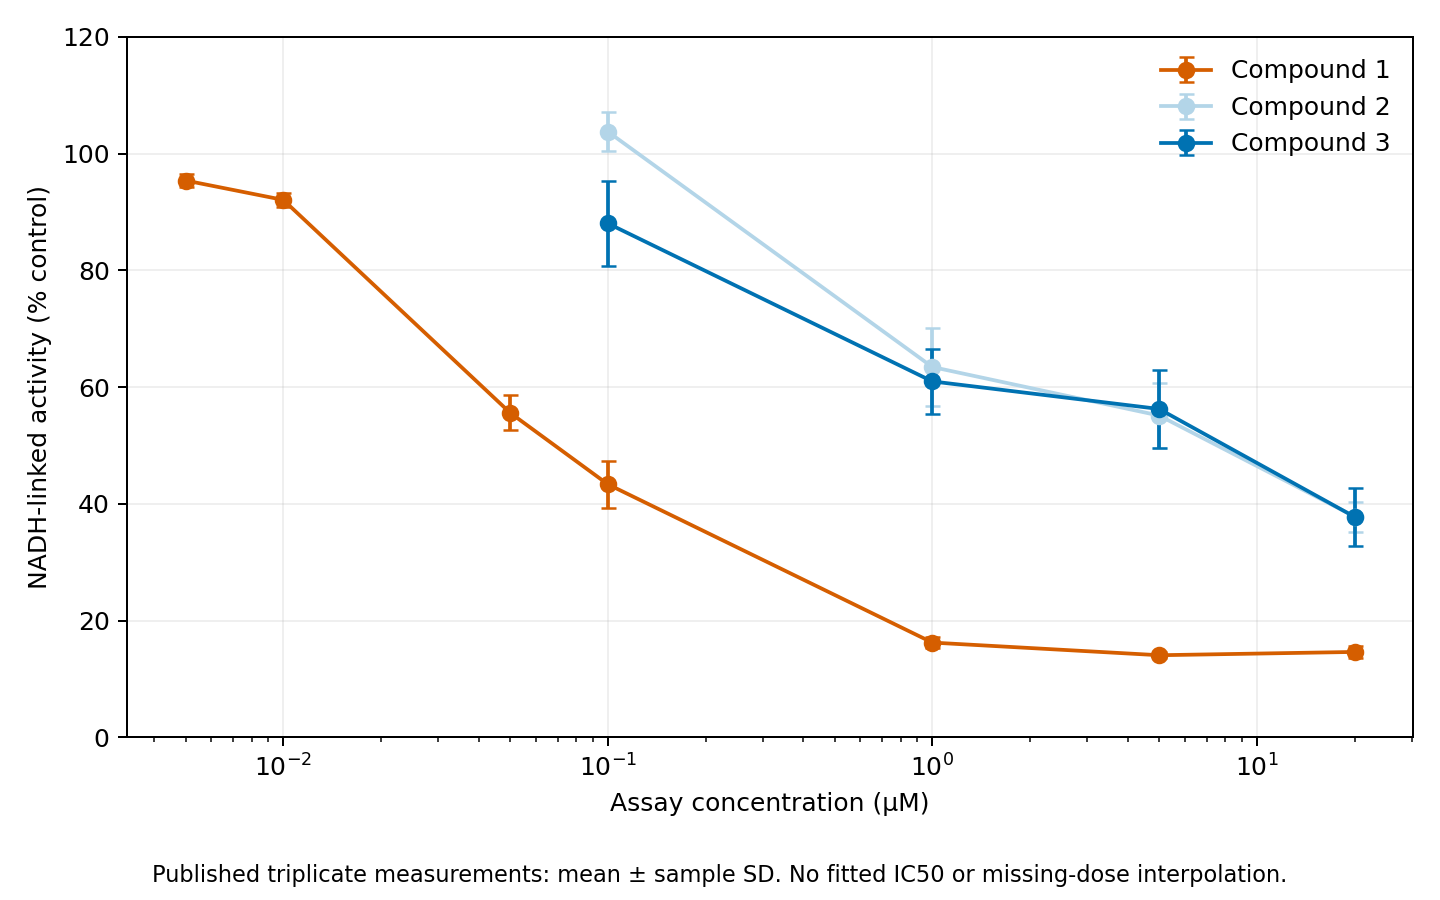 120
100
80
60
40
20
0
NADH-linked activity (% control)
Compound 1
Compound 2
Compound 3
10⁻² 10⁻¹ 10⁰ 10¹
Assay concentration (µM)
Published triplicate measurements: mean ± sample SD. No fitted IC50 or missing-dose interpolation.